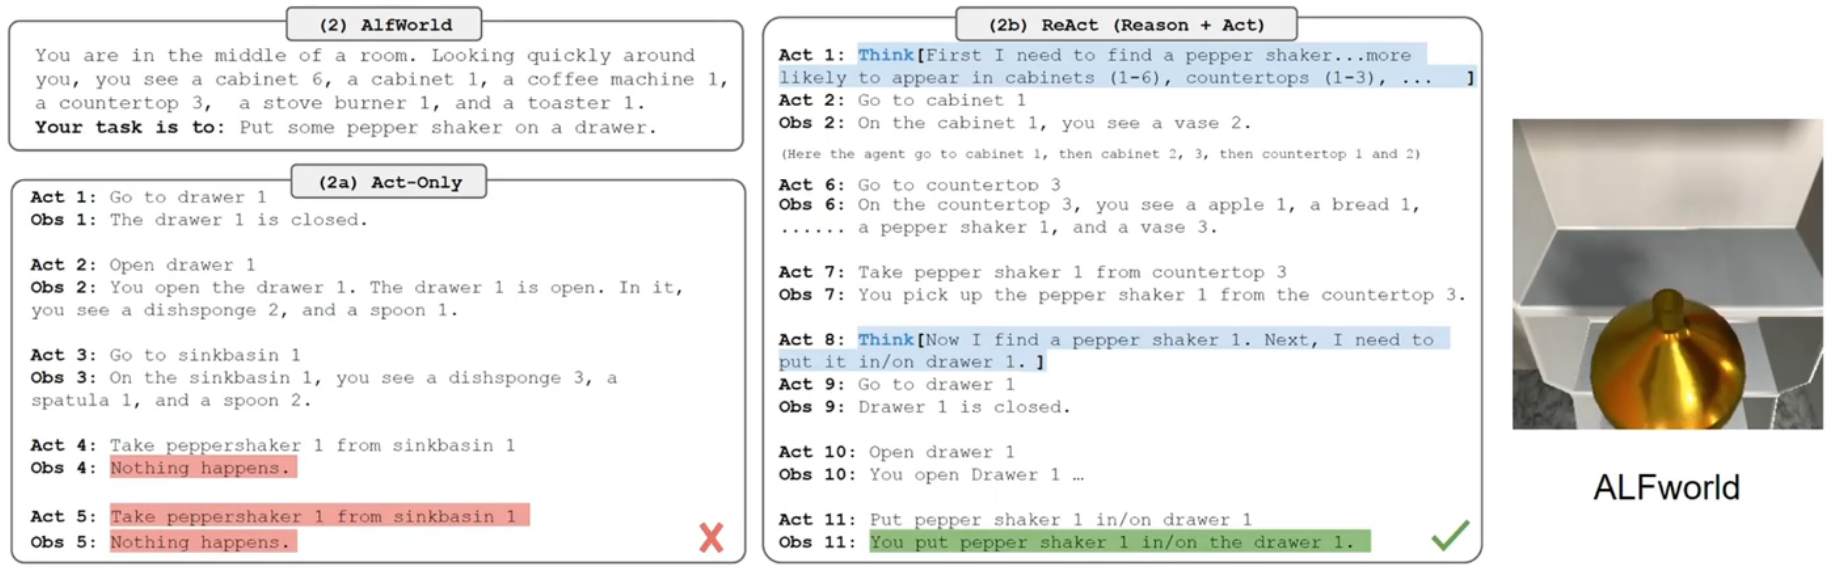 (2) AlfWorld
You are in the middle of a room. Looking quickly around
you, you see a cabinet 6, a cabinet 1, a coffee machine 1,
a countertop 3, a stove burner 1, and a toaster 1.
Your task is to: Put some pepper shaker on a drawer.
(2a) Act-Only
Act 1: Go to drawer 1
Obs 1: The drawer 1 is closed.
Act 2: Open drawer 1
Obs 2: You open the drawer 1. The drawer 1 is open. In it,
you see a dishsponge 2, and a spoon 1.
Act 3: Go to sinkbasin 1
Obs 3: On the sinkbasin 1, you see a dishsponge 3, a
spatula 1, and a spoon 2.
Act 4: Take peppershaker 1 from sinkbasin 1
Obs 4: Nothing happens.
Act 5: Take peppershaker 1 from sinkbasin 1
Obs 5: Nothing happens.
(2b) ReAct (Reason + Act)
Act 1: Think[First I need to find a pepper shaker...more
likely to appear in cabinets (1-6), countertops (1-3), ... ]
Act 2: Go to cabinet 1
Obs 2: On the cabinet 1, you see a vase 2.
(Here the agent go to cabinet 1, then cabinet 2, 3, then countertop 1 and 2)
Act 6: Go to countertop 3
Obs 6: On the countertop 3, you see a apple 1, a bread 1,
...... a pepper shaker 1, and a vase 3.
Act 7: Take pepper shaker 1 from countertop 3
Obs 7: You pick up the pepper shaker 1 from the countertop 3.
Act 8: Think[Now I find a pepper shaker 1. Next, I need to
put it in/on drawer 1. ]
Act 9: Go to drawer 1
Obs 9: Drawer 1 is closed.
Act 10: Open drawer 1
Obs 10: You open Drawer 1 …
Act 11: Put pepper shaker 1 in/on drawer 1
Obs 11: You put pepper shaker 1 in/on the drawer 1.
ALFworld